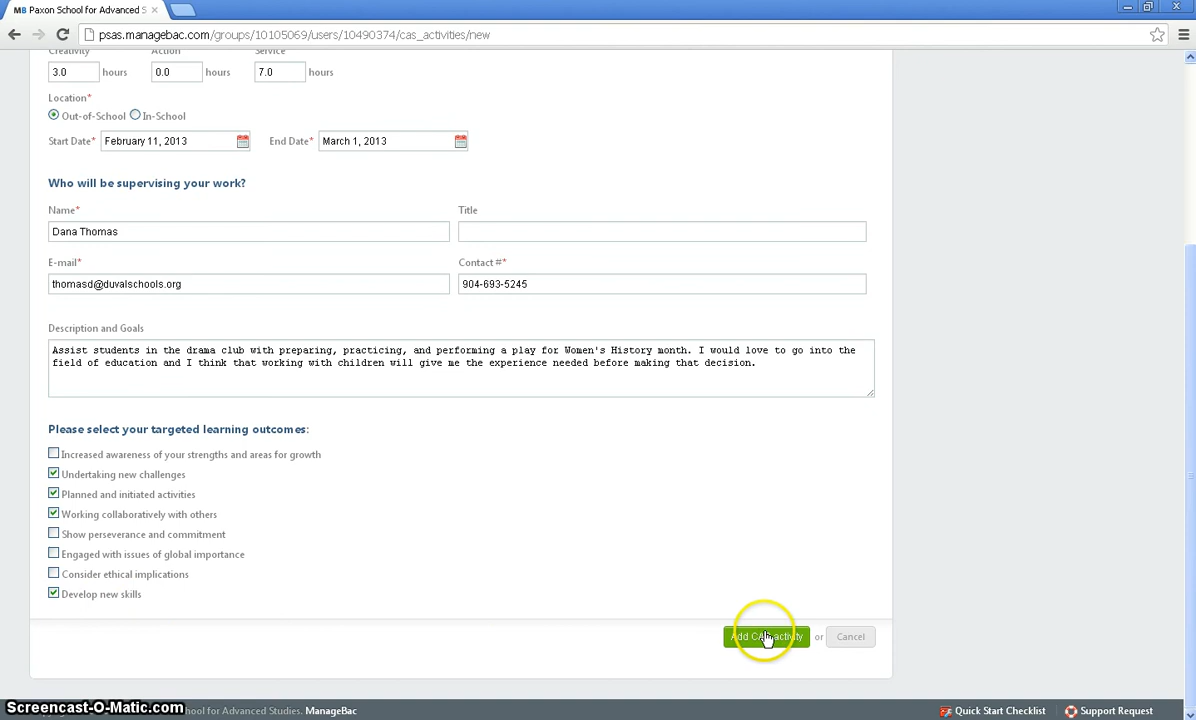 MB Paxon School for Advanced S
psas.managebac.com/groups/10105069/users/10490374/cas_activities/new
Creativity Action Service
3.0 hours 0.0 hours 7.0 hours
Location*
Out-of-School In-School
Start Date* February 11, 2013 End Date* March 1, 2013
Who will be supervising your work?
Name* Title
Dana Thomas
E-mail* Contact #*
thomasd@duvalschools.org 904-693-5245
Description and Goals
Assist students in the drama club with preparing, practicing, and performing a play for Women's History month. I would love to go into the
field of education and I think that working with children will give me the experience needed before making that decision.
Please select your targeted learning outcomes:
Increased awareness of your strengths and areas for growth
Undertaking new challenges
Planned and initiated activities
Working collaboratively with others
Show perseverance and commitment
Engaged with issues of global importance
Consider ethical implications
Develop new skills
Add activity or Cancel
Screencast-O-Matic.com
School for Advanced Studies. ManageBac Quick Start Checklist Support Request